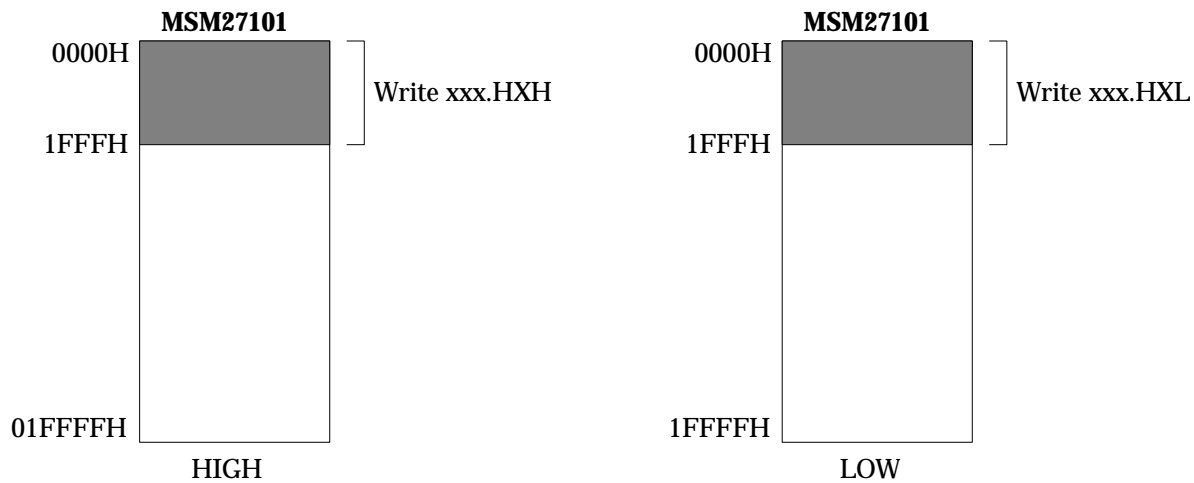 MSM27101
0000H
Write xxx.HXH
1FFFH
01FFFFH
HIGH
MSM27101
0000H
Write xxx.HXL
1FFFH
1FFFFH
LOW